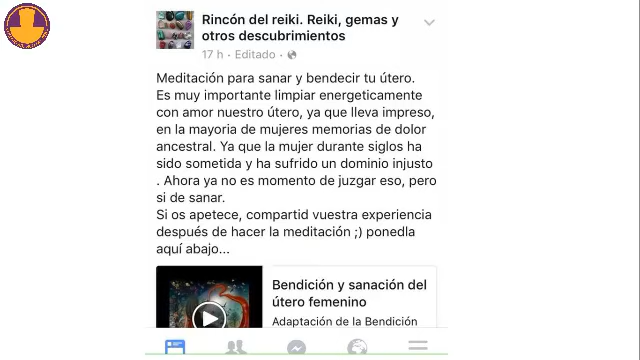 Rincón del reiki. Reiki, gemas y
otros descubrimientos
17 h · Editado ·
Meditación para sanar y bendecir tu útero.
Es muy importante limpiar energeticamente
con amor nuestro útero, ya que lleva impreso,
en la mayoria de mujeres memorias de dolor
ancestral. Ya que la mujer durante siglos ha
sido sometida y ha sufrido un dominio injusto
. Ahora ya no es momento de juzgar eso, pero
si de sanar.
Si os apetece, compartid vuestra experiencia
después de hacer la meditación ;) ponedla
aquí abajo...
Bendición y sanación del
útero femenino
Adaptación de la Bendición